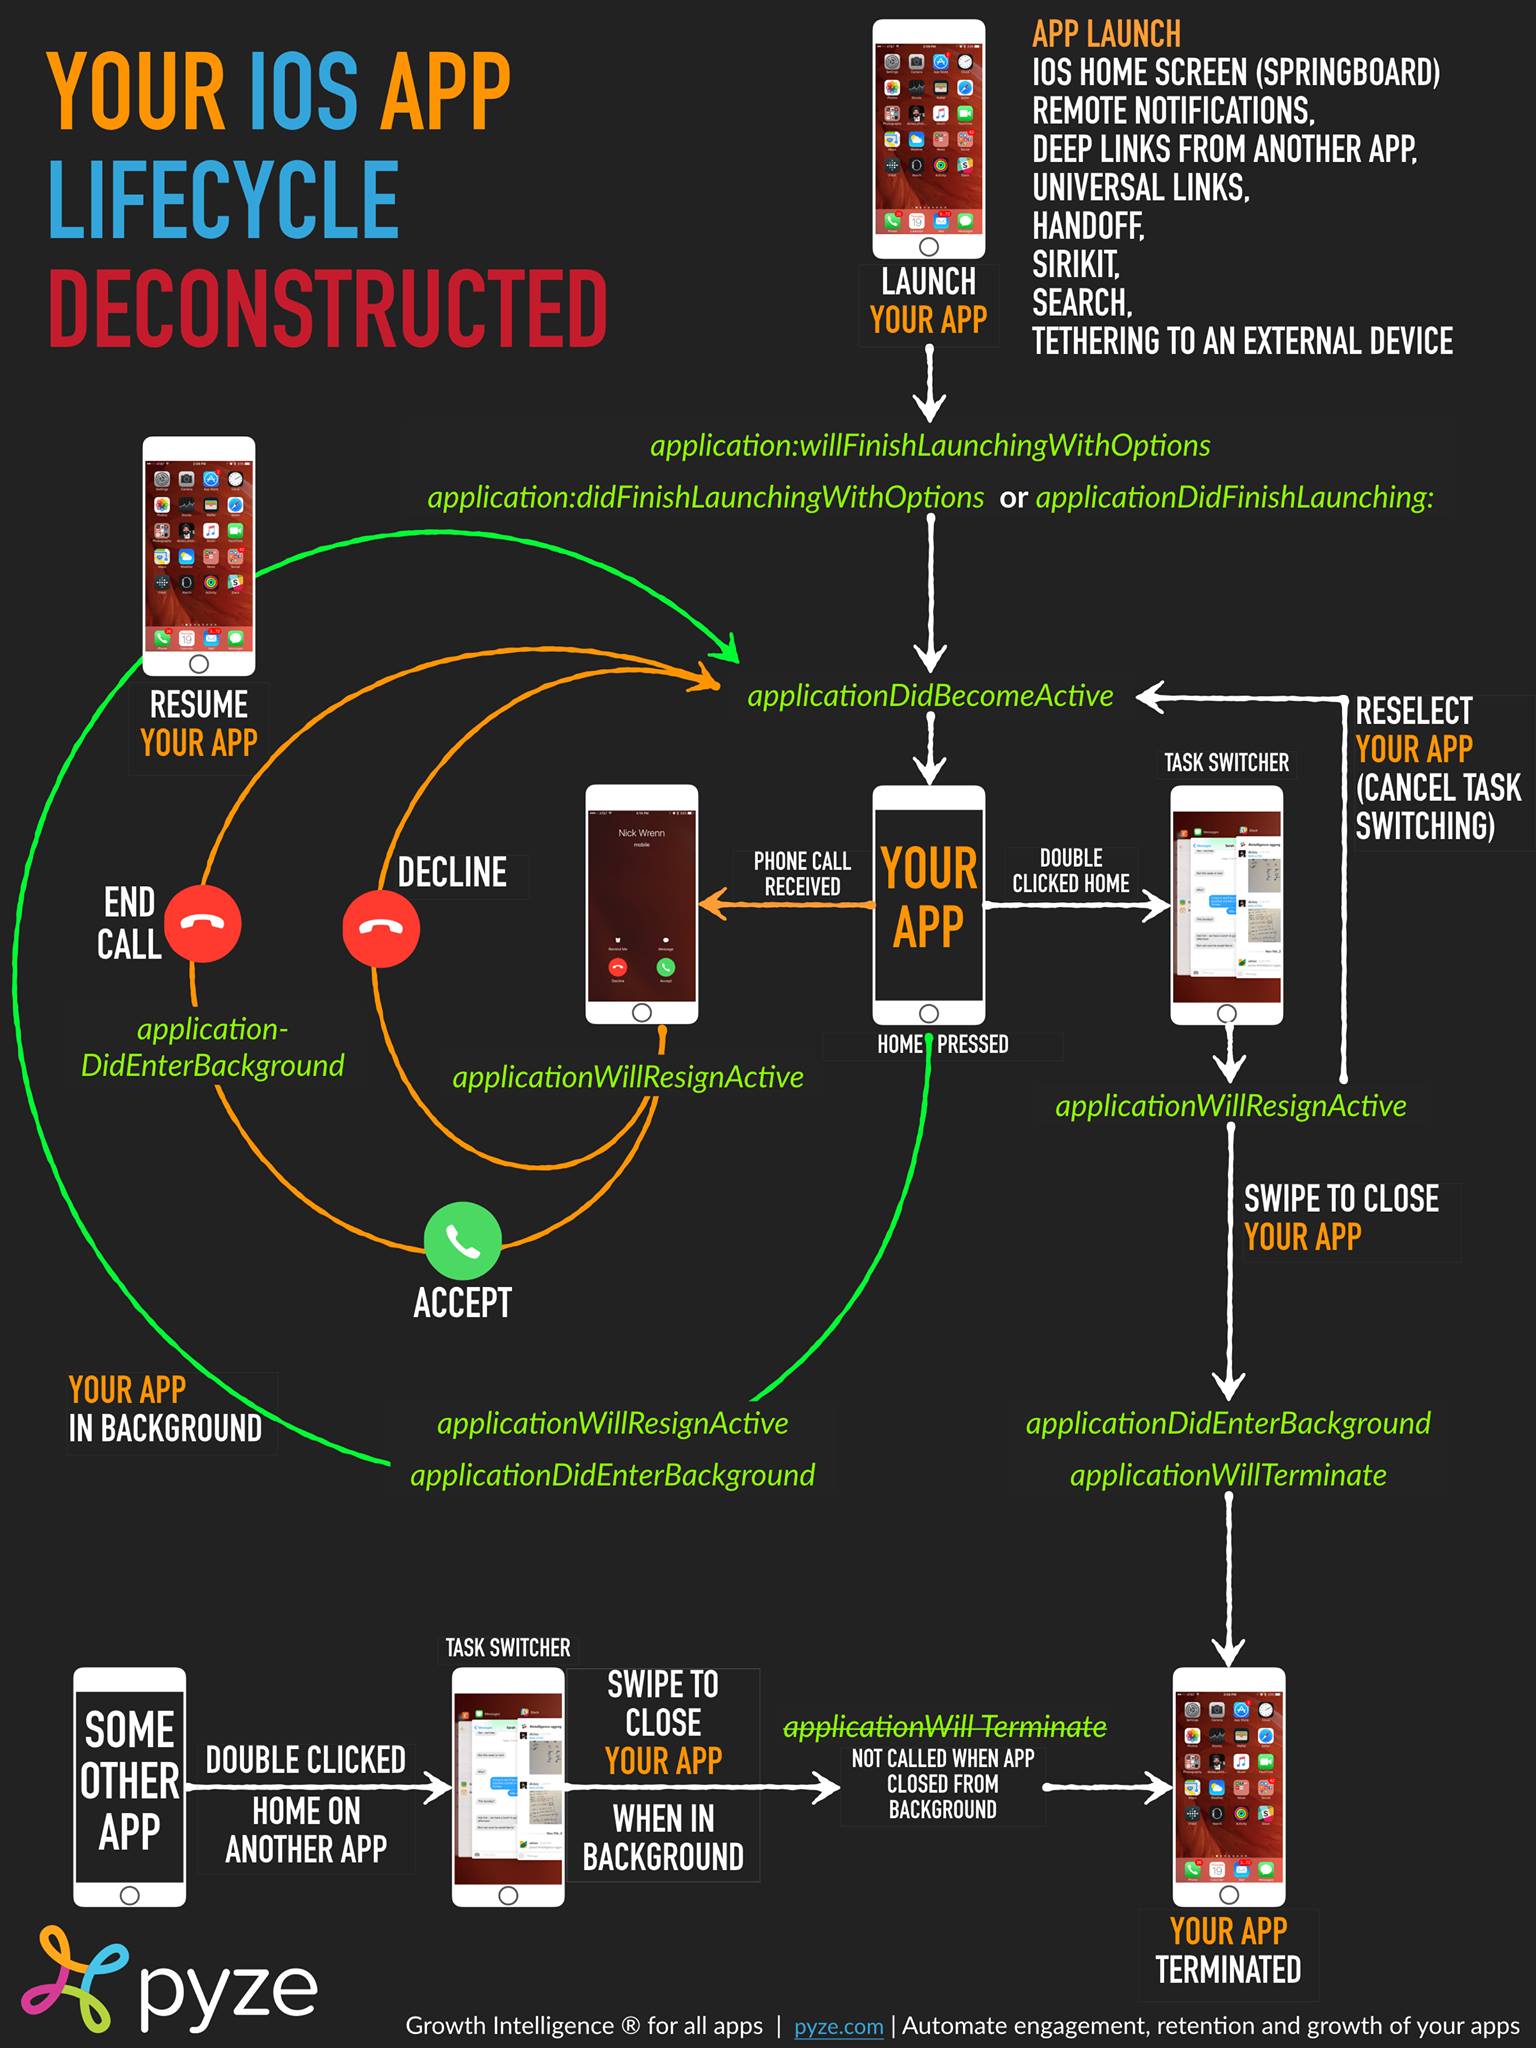 YOUR IOS APP
LIFECYCLE
DECONSTRUCTED
APP LAUNCH
IOS HOME SCREEN (SPRINGBOARD)
REMOTE NOTIFICATIONS,
DEEP LINKS FROM ANOTHER APP,
UNIVERSAL LINKS,
HANDOFF,
SIRIKIT,
SEARCH,
TETHERING TO AN EXTERNAL DEVICE
LAUNCH
YOUR APP
application:willFinishLaunchingWithOptions
application:didFinishLaunchingWithOptions or applicationDidFinishLaunching:
RESUME
YOUR APP
applicationDidBecomeActive
RESELECT
YOUR APP
(CANCEL TASK
SWITCHING)
TASK SWITCHER
Nick Wrenn
mobile
Remind Me
Message
Decline
Accept
PHONE CALL
RECEIVED
YOUR
APP
DOUBLE
CLICKED HOME
DECLINE
END
CALL
application-
DidEnterBackground
applicationWillResignActive
HOME PRESSED
applicationWillResignActive
SWIPE TO CLOSE
YOUR APP
ACCEPT
YOUR APP
IN BACKGROUND
applicationWillResignActive
applicationDidEnterBackground
applicationDidEnterBackground
applicationWillTerminate
SOME
OTHER
APP
DOUBLE CLICKED
HOME ON
ANOTHER APP
TASK SWITCHER
SWIPE TO
CLOSE
YOUR APP
WHEN IN
BACKGROUND
applicationWill Terminate
NOT CALLED WHEN APP
CLOSED FROM
BACKGROUND
YOUR APP
TERMINATED
pyze
Growth Intelligence ® for all apps | pyze.com | Automate engagement, retention and growth of your apps